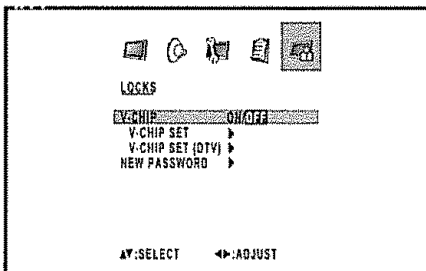 LOCKS
V-CHIP ON/OFF
V-CHIP SET ▶
V-CHIP SET (DTV) ▶
NEW PASSWORD ▶
▲▼:SELECT ◀▶:ADJUST